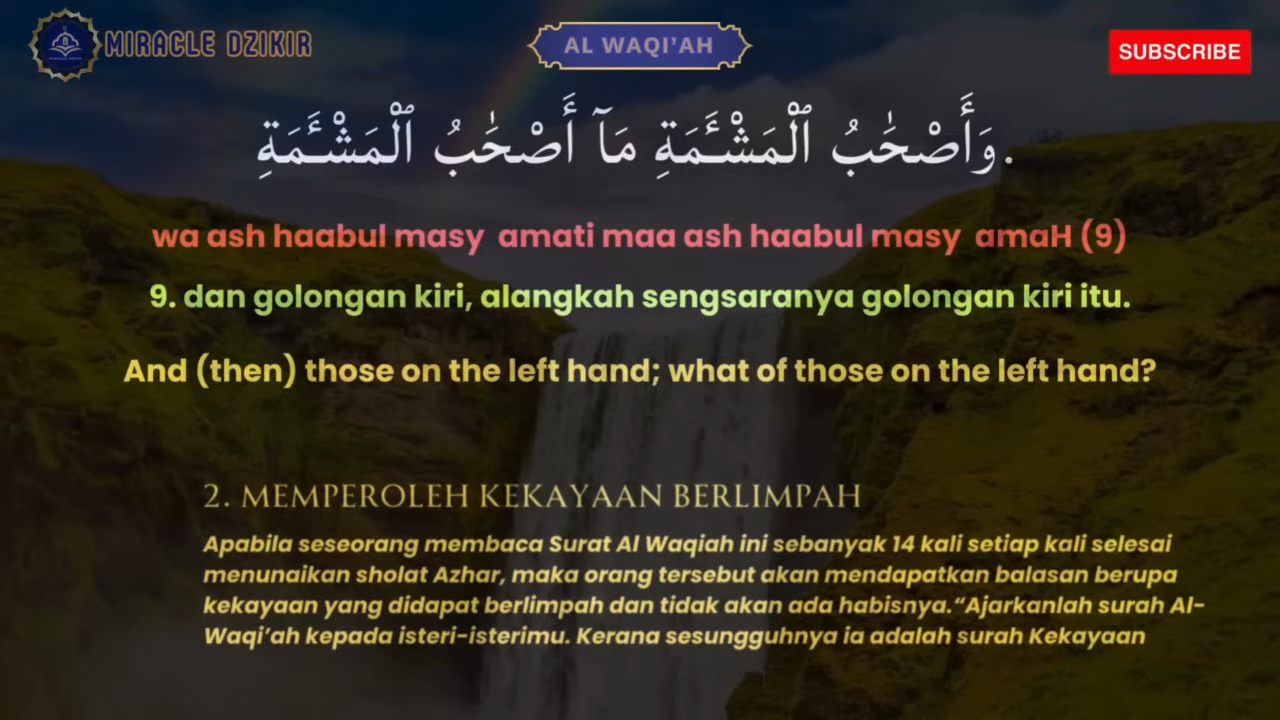 MIRACLE DZIKIR
AL WAQI'AH
SUBSCRIBE
وَأَصْحَٰبُ ٱلْمَشْـَٔمَةِ مَآ أَصْحَٰبُ ٱلْمَشْـَٔمَةِ.
wa ash haabul masy amati maa ash haabul masy amaH (9)
9. dan golongan kiri, alangkah sengsaranya golongan kiri itu.
And (then) those on the left hand; what of those on the left hand?
2. MEMPEROLEH KEKAYAAN BERLIMPAH
Apabila seseorang membaca Surat Al Waqiah ini sebanyak 14 kali setiap kali selesai
menunaikan sholat Azhar, maka orang tersebut akan mendapatkan balasan berupa
kekayaan yang didapat berlimpah dan tidak akan ada habisnya.“Ajarkanlah surah Al-
Waqi’ah kepada isteri-isterimu. Kerana sesungguhnya ia adalah surah Kekayaan